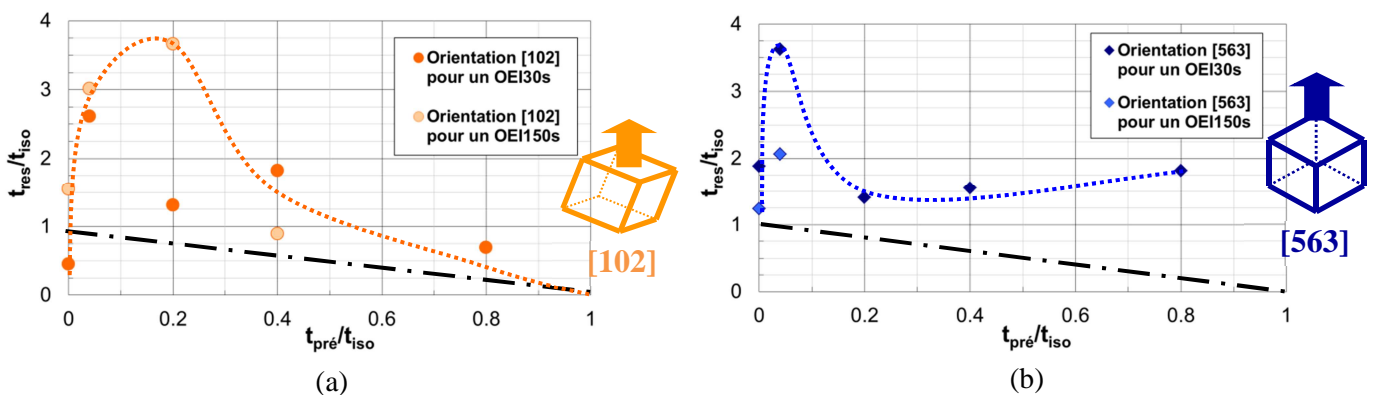 4
3
2
1
0
t_res/t_iso
Orientation [102]
pour un OEI30s
Orientation [102]
pour un OEI150s
[102]
0
0.2
0.4
0.6
0.8
1
t_pré/t_iso
(a)
4
3
2
1
0
t_res/t_iso
Orientation [563]
pour un OEI30s
Orientation [563]
pour un OEI150s
[563]
0
0.2
0.4
0.6
0.8
1
t_pré/t_iso
(b)